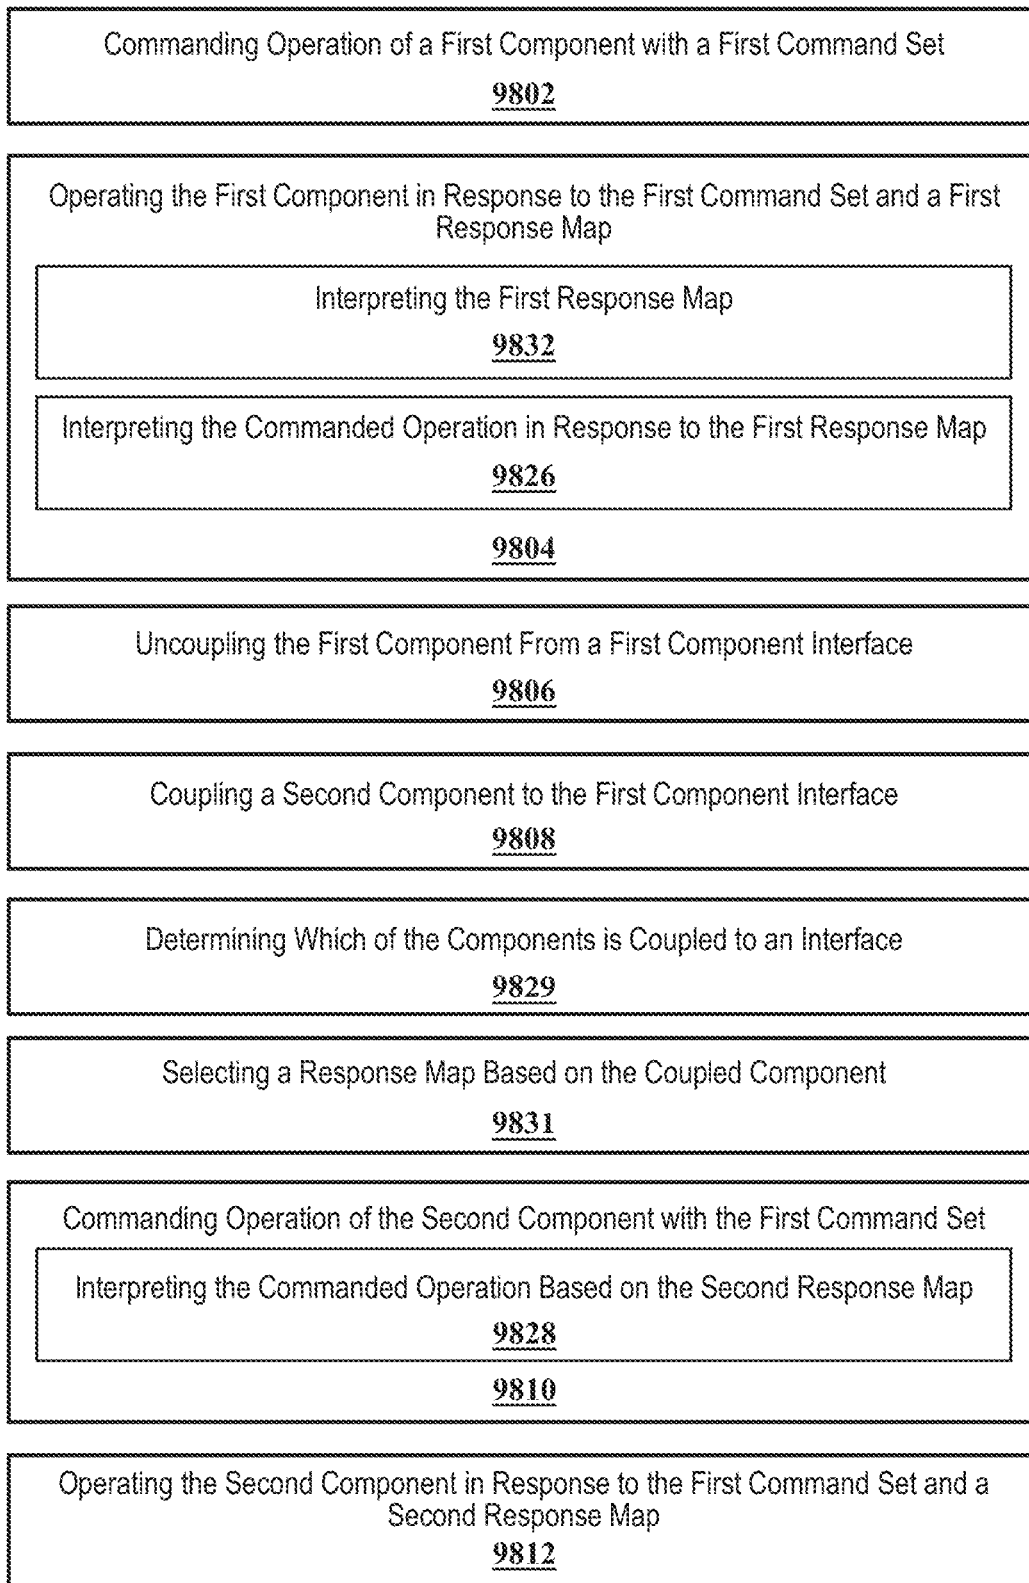 Commanding Operation of a First Component with a First Command Set
9802
Operating the First Component in Response to the First Command Set and a First
Response Map
Interpreting the First Response Map
9832
Interpreting the Commanded Operation in Response to the First Response Map
9826
9804
Uncoupling the First Component From a First Component Interface
9806
Coupling a Second Component to the First Component Interface
9808
Determining Which of the Components is Coupled to an Interface
9829
Selecting a Response Map Based on the Coupled Component
9831
Commanding Operation of the Second Component with the First Command Set
Interpreting the Commanded Operation Based on the Second Response Map
9828
9810
Operating the Second Component in Response to the First Command Set and a
Second Response Map
9812